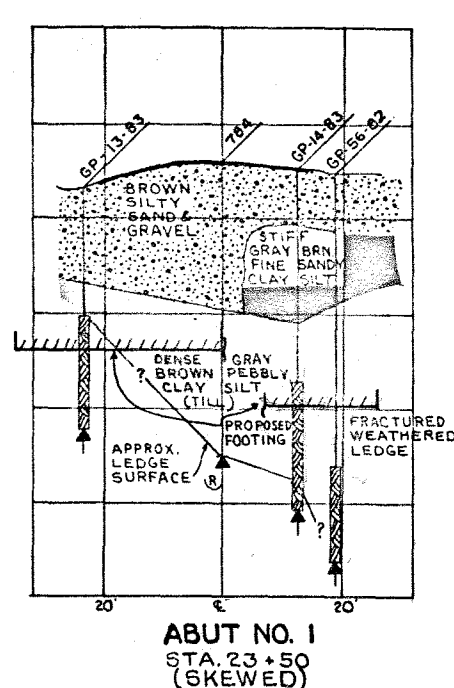 GP-13-83
784
GP-14-83
GP-56-82
BROWN
SILTY
SAND &
GRAVEL
STIFF
GRAY BRN
FINE SANDY
CLAY SILT
DENSE GRAY
BROWN PEBBLY
CLAY SILT
(TILL)
?
PROPOSED
FOOTING
FRACTURED
WEATHERED
LEDGE
APPROX.
LEDGE
SURFACE
R
?
20'
℄
20'
ABUT NO. 1
STA. 23 + 50
(SKEWED)